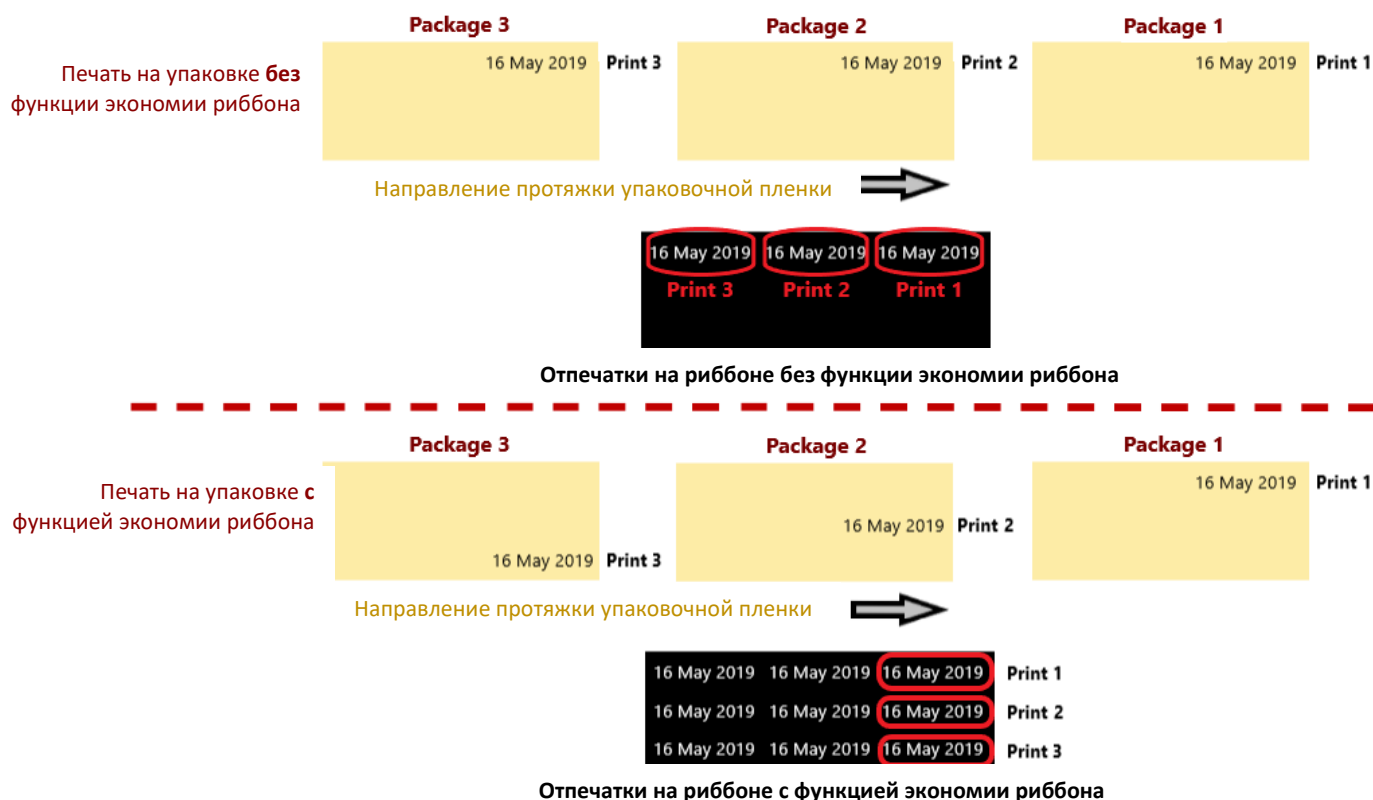 Package 3 Package 2 Package 1
Печать на упаковке без
функции экономии риббона
16 May 2019 Print 3 16 May 2019 Print 2 16 May 2019 Print 1
Направление протяжки упаковочной пленки
16 May 2019 16 May 2019 16 May 2019
Print 3 Print 2 Print 1
Отпечатки на риббоне без функции экономии риббона
Package 3 Package 2 Package 1
Печать на упаковке с
функцией экономии риббона
16 May 2019 Print 1
16 May 2019 Print 2
16 May 2019 Print 3
Направление протяжки упаковочной пленки
16 May 2019 16 May 2019 16 May 2019 Print 1
16 May 2019 16 May 2019 16 May 2019 Print 2
16 May 2019 16 May 2019 16 May 2019 Print 3
Отпечатки на риббоне с функцией экономии риббона